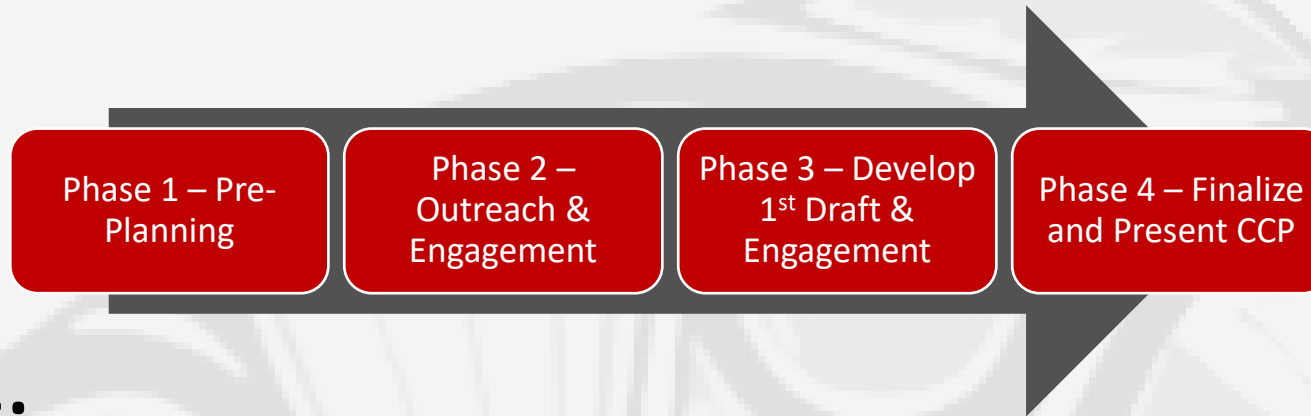 Phase 1 – Pre-
Planning
Phase 2 –
Outreach &
Engagement
Phase 3 – Develop
1st Draft &
Engagement
Phase 4 – Finalize
and Present CCP